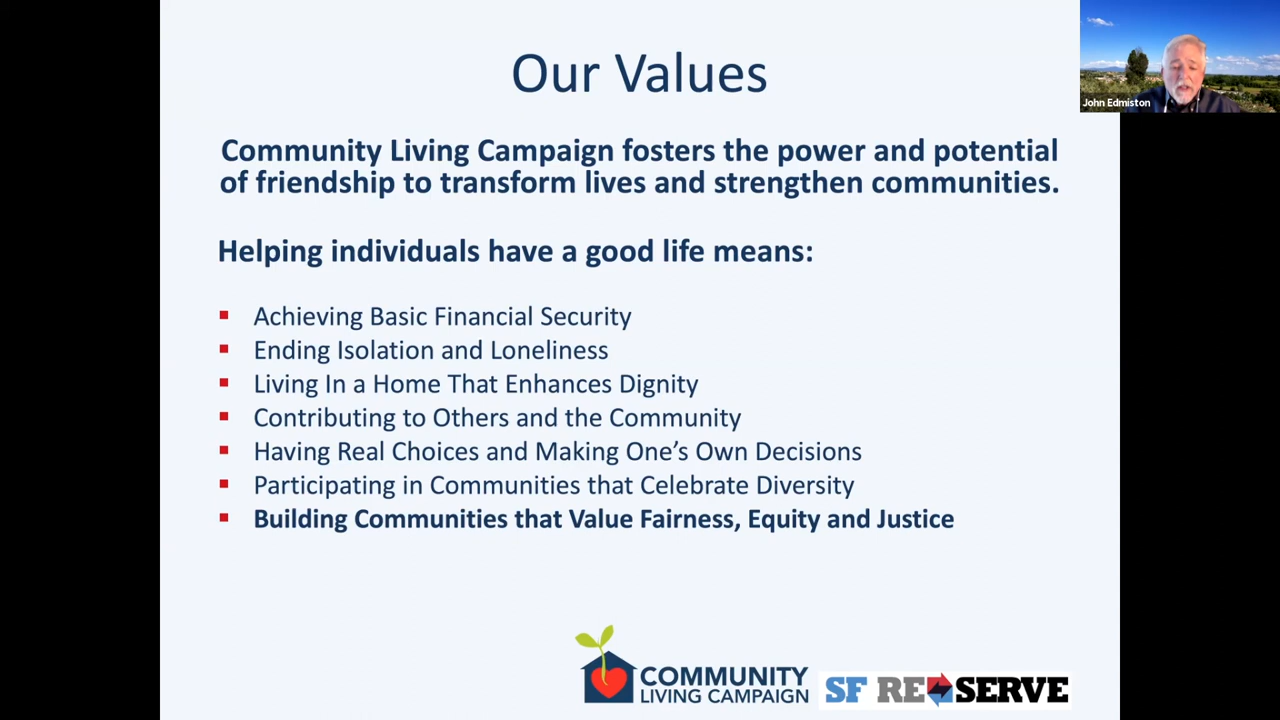 Our Values
John Edmiston
Community Living Campaign fosters the power and potential
of friendship to transform lives and strengthen communities.
Helping individuals have a good life means:
▪ Achieving Basic Financial Security
▪ Ending Isolation and Loneliness
▪ Living In a Home That Enhances Dignity
▪ Contributing to Others and the Community
▪ Having Real Choices and Making One’s Own Decisions
▪ Participating in Communities that Celebrate Diversity
▪ Building Communities that Value Fairness, Equity and Justice
COMMUNITY
LIVING CAMPAIGN
SF RE SERVE